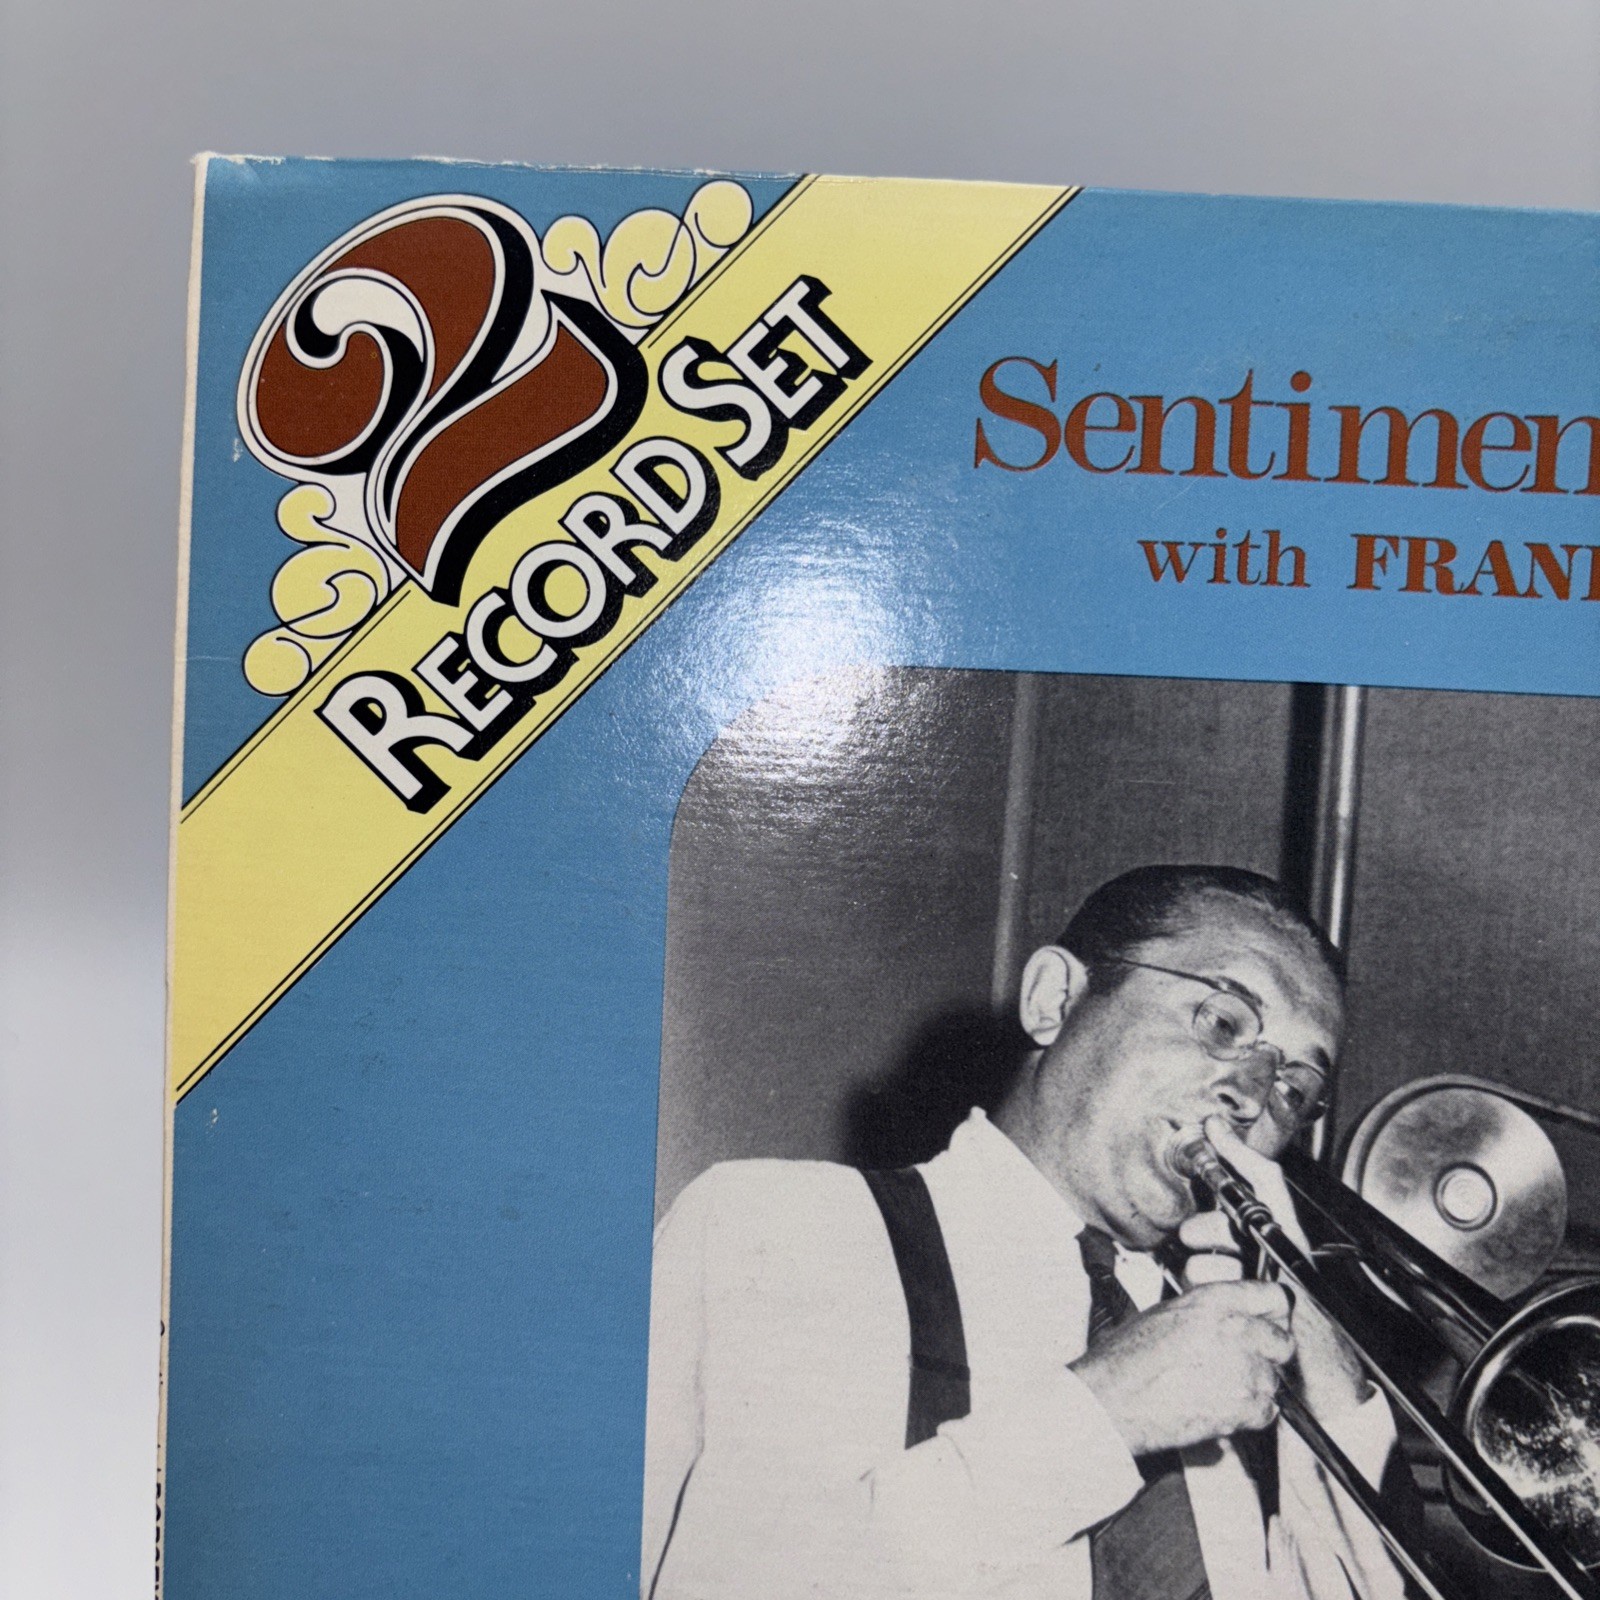 2
RECORD SET
Sentimen
with FRAN